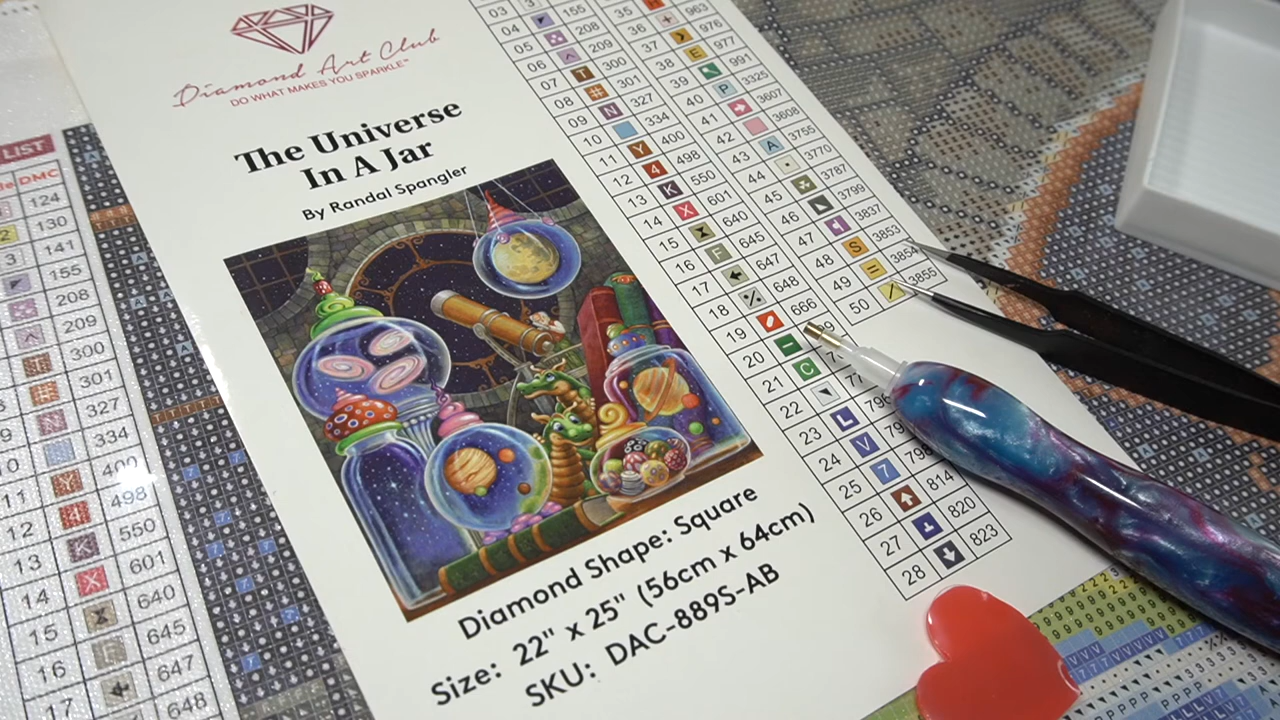 Diamond Art Club™
DO WHAT MAKES YOU SPARKLE™
The Universe
In A Jar
By Randal Spangler
Diamond Shape: Square
Size: 22" x 25" (56cm x 64cm)
SKU: DAC-889S-AB
03
04 155
05 208
06 209
07 T 300
08 # 301
09 N 327
10 334
11 Y 400
12 4 498
13 K 550
14 X 601
15 640
16 F 645
17 647
18 648
19 666
20
21 C
22
23 L 796
24 V
25 7 798
26 814
27 820
28 823
35 H
36 + 963
37 976
38 E 977
39 991
40 P 3325
41 3607
42 3608
43 A 3755
44 3770
45 3787
46 3799
47 3837
48 S 3853
49 = 3854
50 / 3855
LIST
DMC
124
2 130
3 141
155
208
209
300
# 301
N 327
334
11 Y 400
12 4 498
13 K 550
14 X 601
15 640
16 F 645
17 647
648